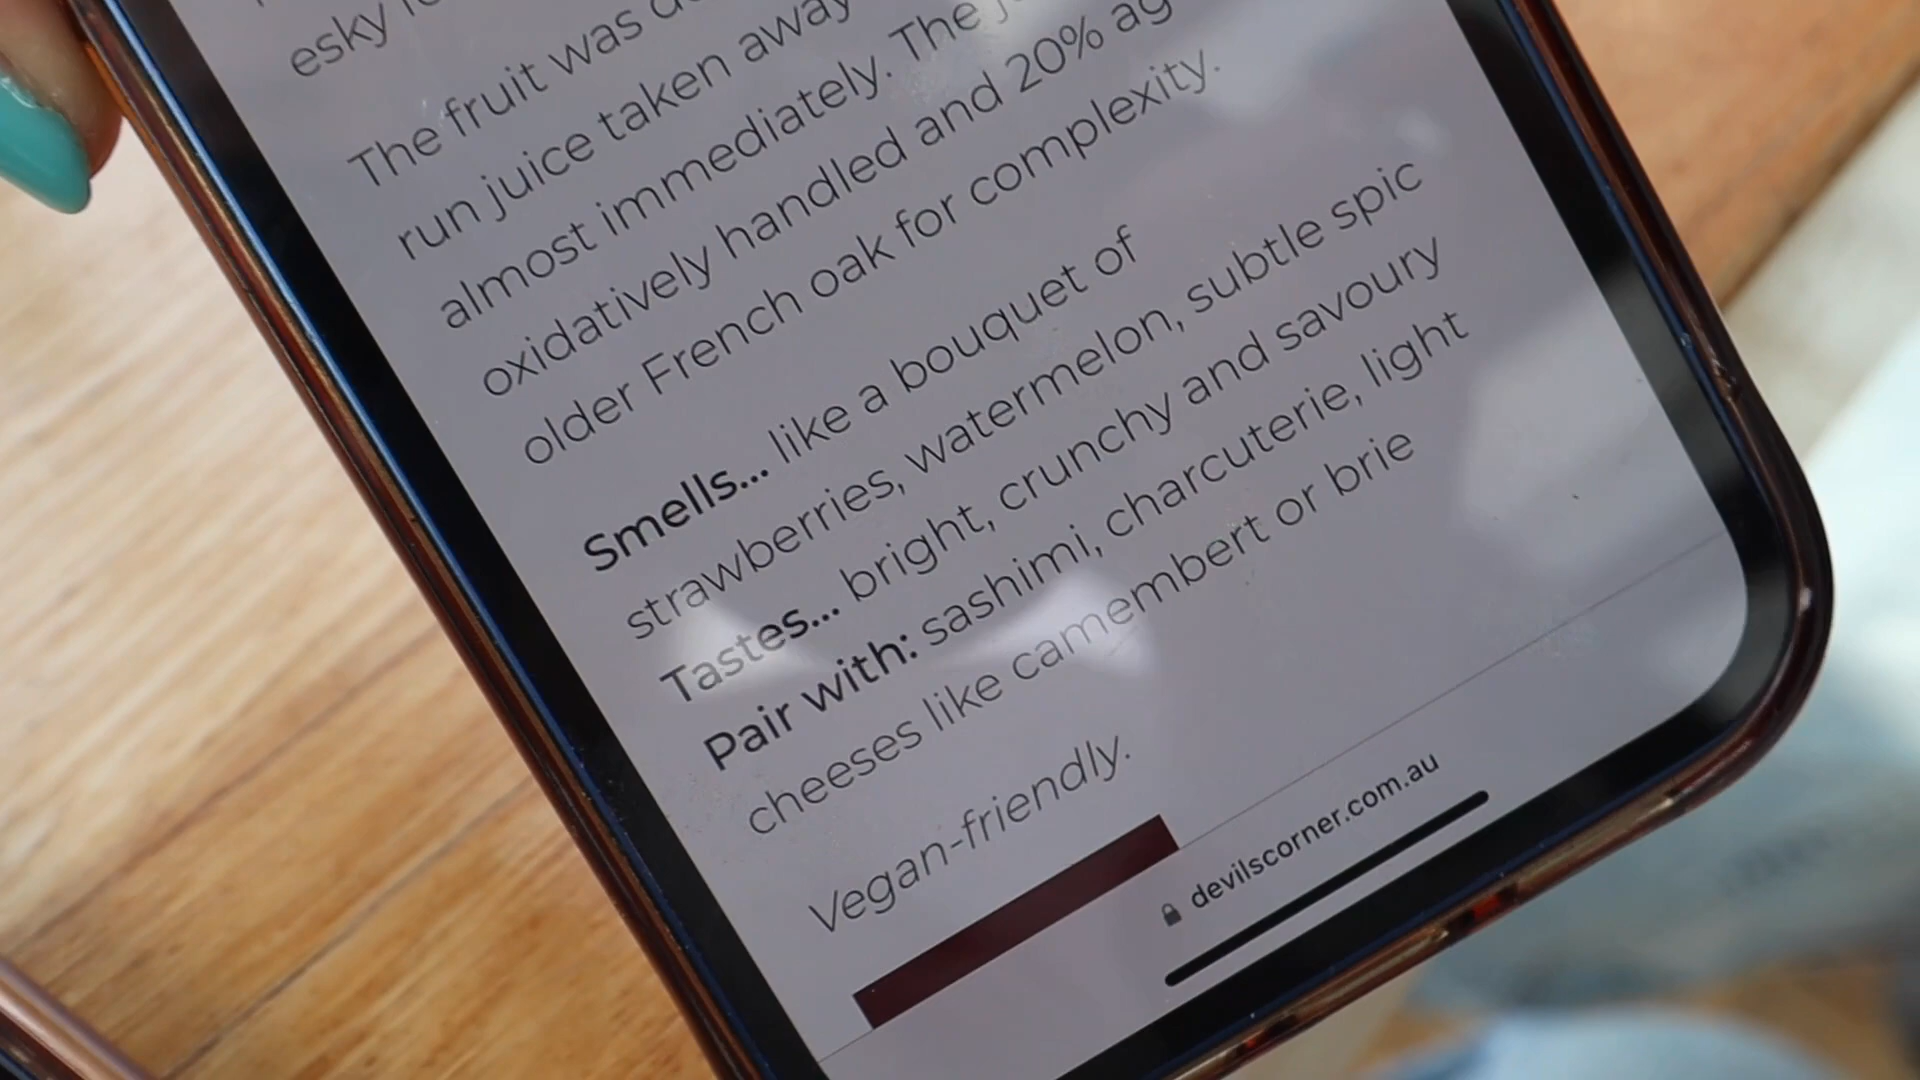 esky
The fruit was
run juice taken away
almost immediately. The
oxidatively handled and 20%
older French oak for complexity.
Smells... like a bouquet of
strawberries, watermelon, subtle spic
Tastes... bright, crunchy and savoury
Pair with: sashimi, charcuterie, light
cheeses like camembert or brie
Vegan-friendly.
devilscorner.com.au